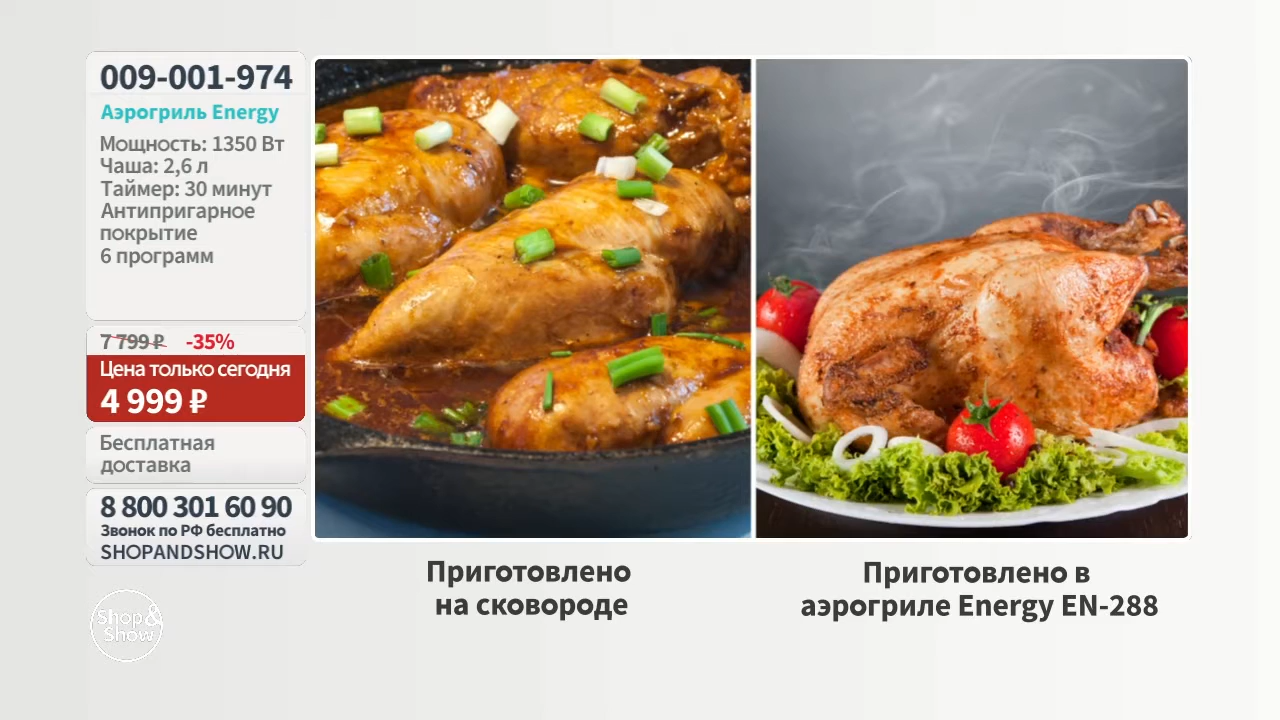 009-001-974
Аэрогриль Energy
Мощность: 1350 Вт
Чаша: 2,6 л
Таймер: 30 минут
Антипригарное
покрытие
6 программ
7 799 ₽ -35%
Цена только сегодня
4 999 ₽
Бесплатная
доставка
8 800 301 60 90
Звонок по РФ бесплатно
SHOPANDSHOW.RU
Shop&
Show
Приготовлено
на сковороде
Приготовлено в
аэрогриле Energy EN-288